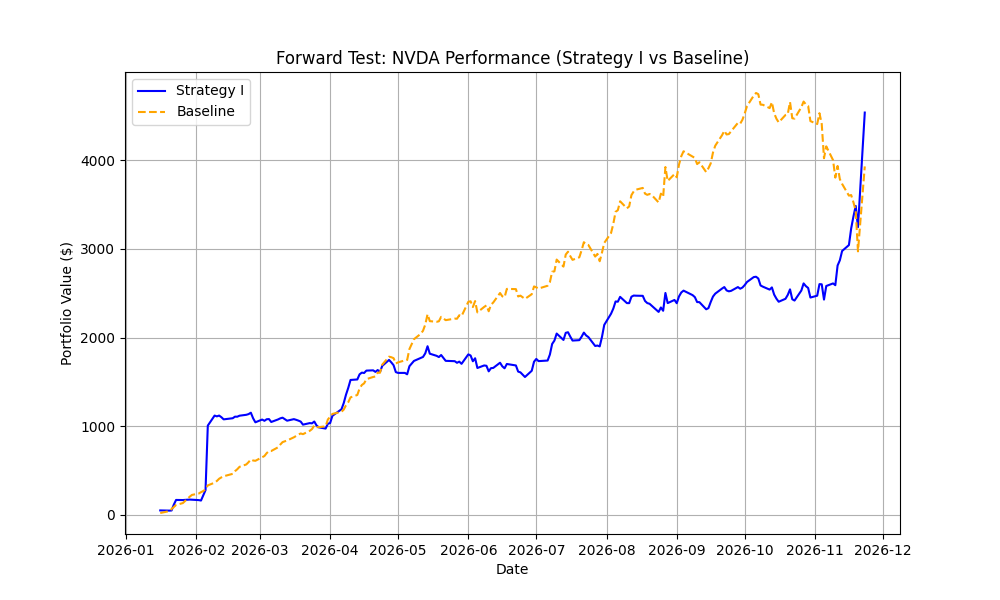 Forward Test: NVDA Performance (Strategy I vs Baseline)
Strategy I
Baseline
Portfolio Value ($)
4000
3000
2000
1000
0
2026-01 2026-02 2026-03 2026-04 2026-05 2026-06 2026-07 2026-08 2026-09 2026-10 2026-11 2026-12
Date